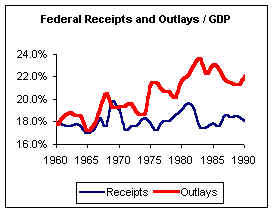 Federal Receipts and Outlays / GDP
24.0%
22.0%
20.0%
18.0%
16.0%
1960 1965 1970 1975 1980 1985 1990
Receipts Outlays